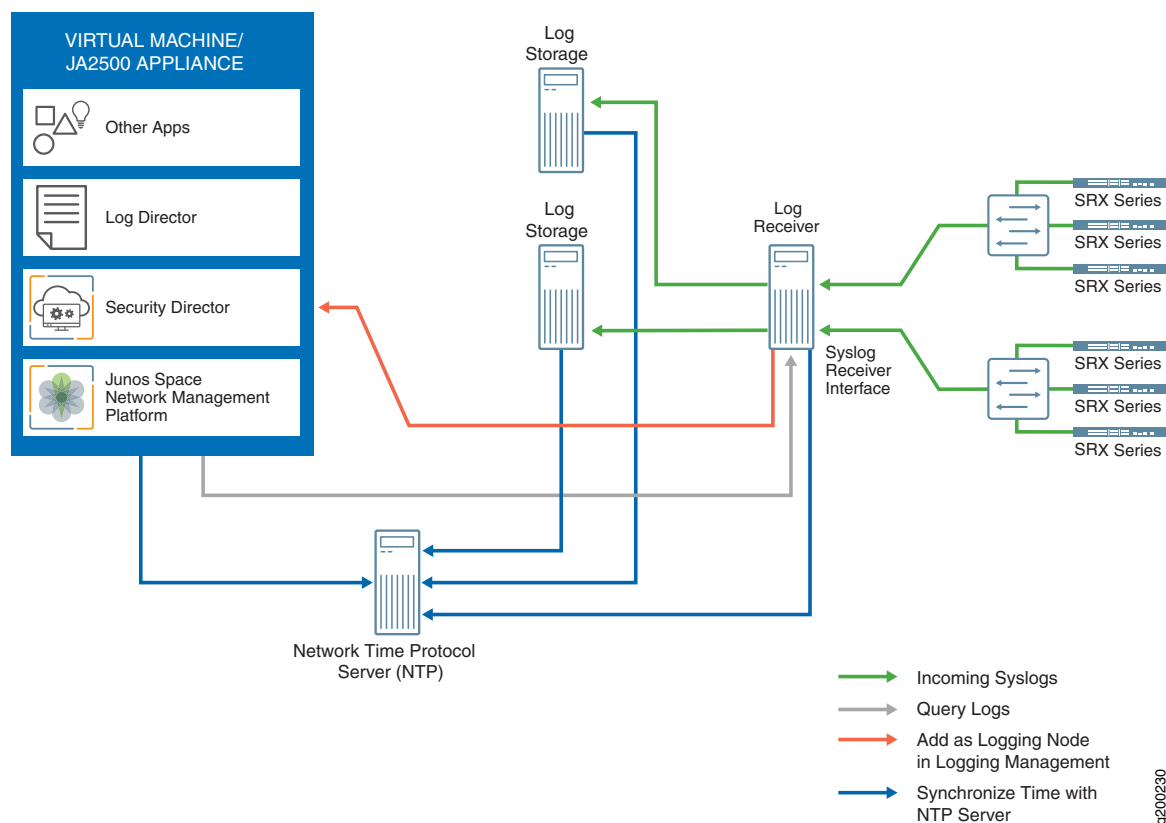 VIRTUAL MACHINE/
JA2500 APPLIANCE
Other Apps
Log Director
Security Director
Junos Space
Network Management
Platform
Log
Storage
Log
Storage
Log
Receiver
Syslog
Receiver
Interface
SRX Series
SRX Series
SRX Series
SRX Series
SRX Series
SRX Series
Network Time Protocol
Server (NTP)
Incoming Syslogs
Query Logs
Add as Logging Node
in Logging Management
Synchronize Time with
NTP Server
g200230